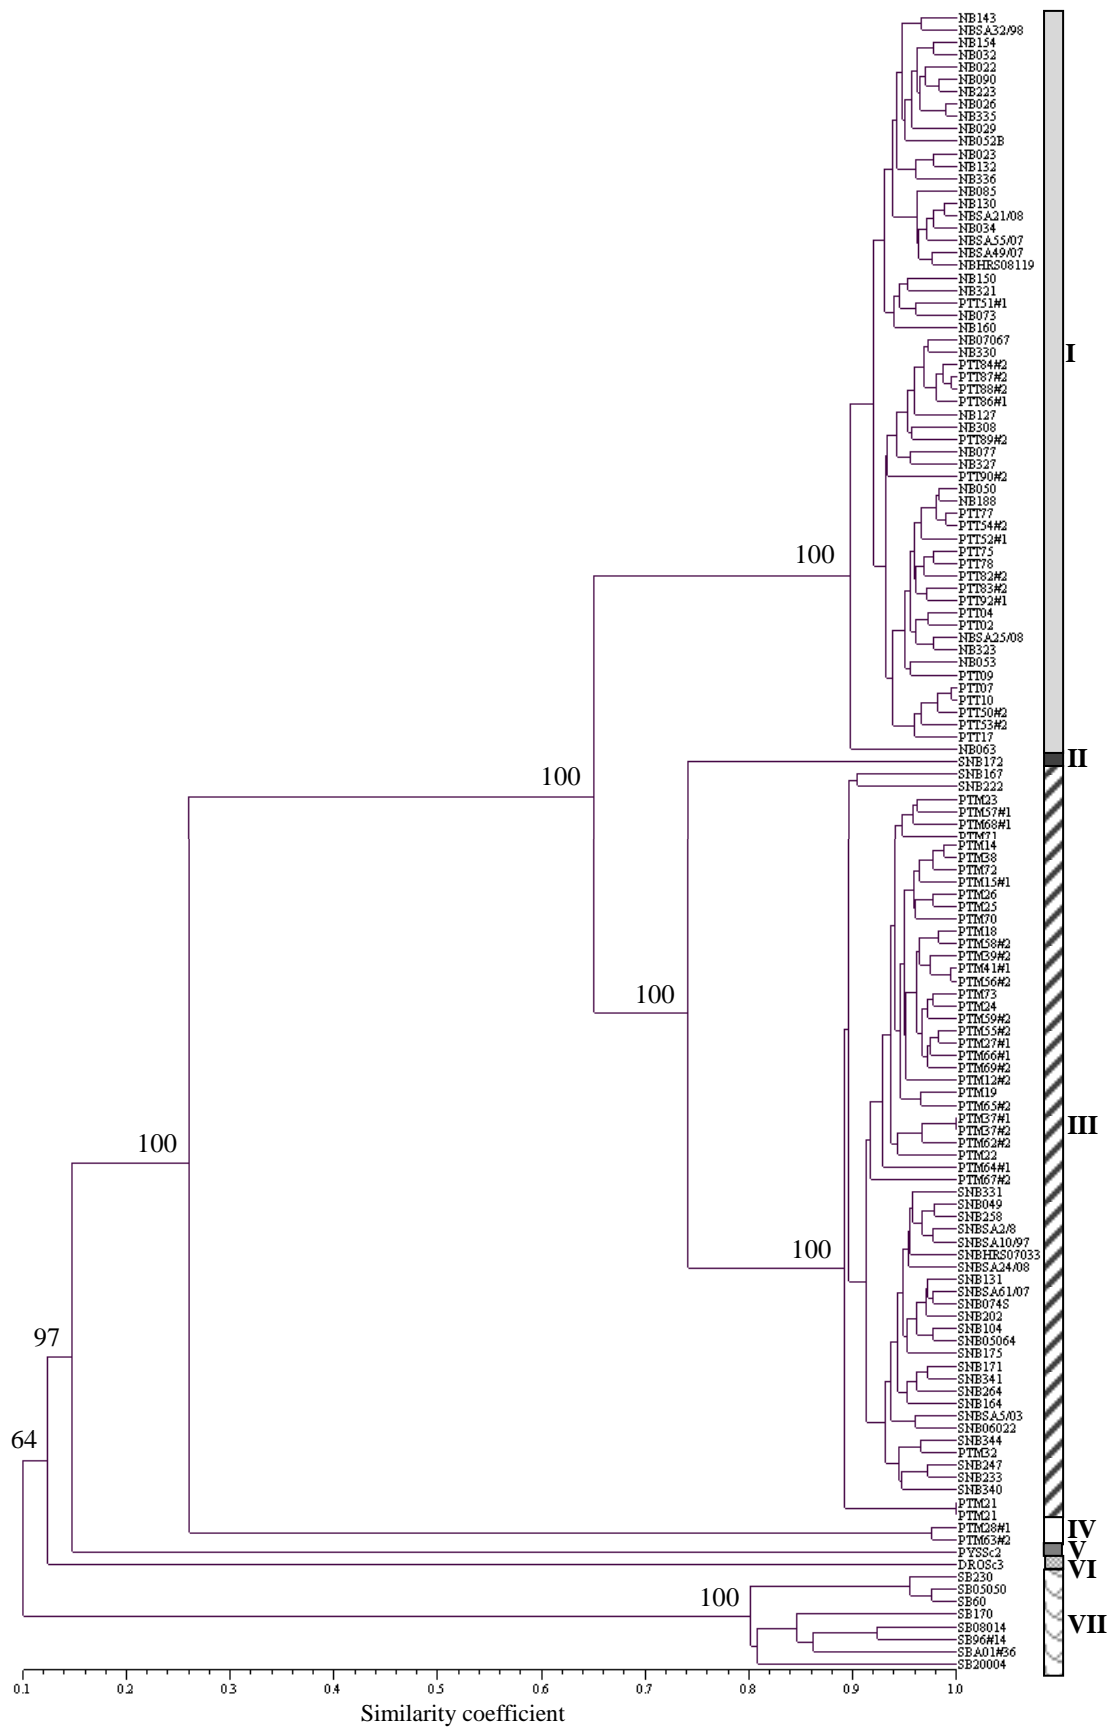 NB143
NBSA32/98
NB154
NB032
NB022
NB090
NB223
NB026
NB335
NB029
NB052B
NB023
NB132
NB336
NB085
NB130
NBSA21/08
NB034
NBSA55/07
NBSA49/07
NBHRS08119
NB150
NB321
PTT51#1
NB073
NB160
NB07067
NB330
I
PTT84#2
PTT87#2
PTT88#2
PTT86#1
NB127
NB308
PTT89#2
NB077
NB327
PTT90#2
NB050
NB188
PTT77
PTT54#2
PTT52#1
PTT75
100
PTT78
PTT82#2
PTT83#2
PTT92#1
PTT04
PTT02
NBSA25/08
NB323
NB053
PTT09
PTT07
PTT10
PTT50#2
PTT53#2
PTT17
NB063
II
SNB172
100
SNB167
SNB222
PTM23
PTM57#1
PTM68#1
PTM71
PTM14
PTM38
PTM72
PTM15#1
PTM26
PTM25
PTM70
PTM18
PTM58#2
PTM39#2
PTM41#1
PTM56#2
100
PTM73
PTM24
PTM59#2
PTM55#2
PTM27#1
PTM66#1
PTM69#2
PTM12#2
PTM19
PTM65#2
PTM37#1
III
PTM37#2
100
PTM62#2
PTM22
PTM64#1
PTM67#2
SNB331
SNB049
SNB258
SNBSA2/8
SNBSA10/97
100
SNBHRS07033
SNBSA24/08
SNB131
SNBSA61/07
SNB074S
SNB202
SNB104
97
SNB05064
SNB175
SNB171
SNB341
SNB264
SNB164
SNBSA5/03
SNB06022
64
SNB344
PTM32
SNB247
SNB233
SNB340
PTM21
PTM21
PTM28#1
IV
PTM63#2
V
PYSSc2
DROSc3
VI
SB230
SB05050
100
SB60
SB170
VII
SB08014
SB96#14
SBA01#36
SB20004
0.1 0.2 0.3 0.4 0.5 0.6 0.7 0.8 0.9 1.0
Similarity coefficient